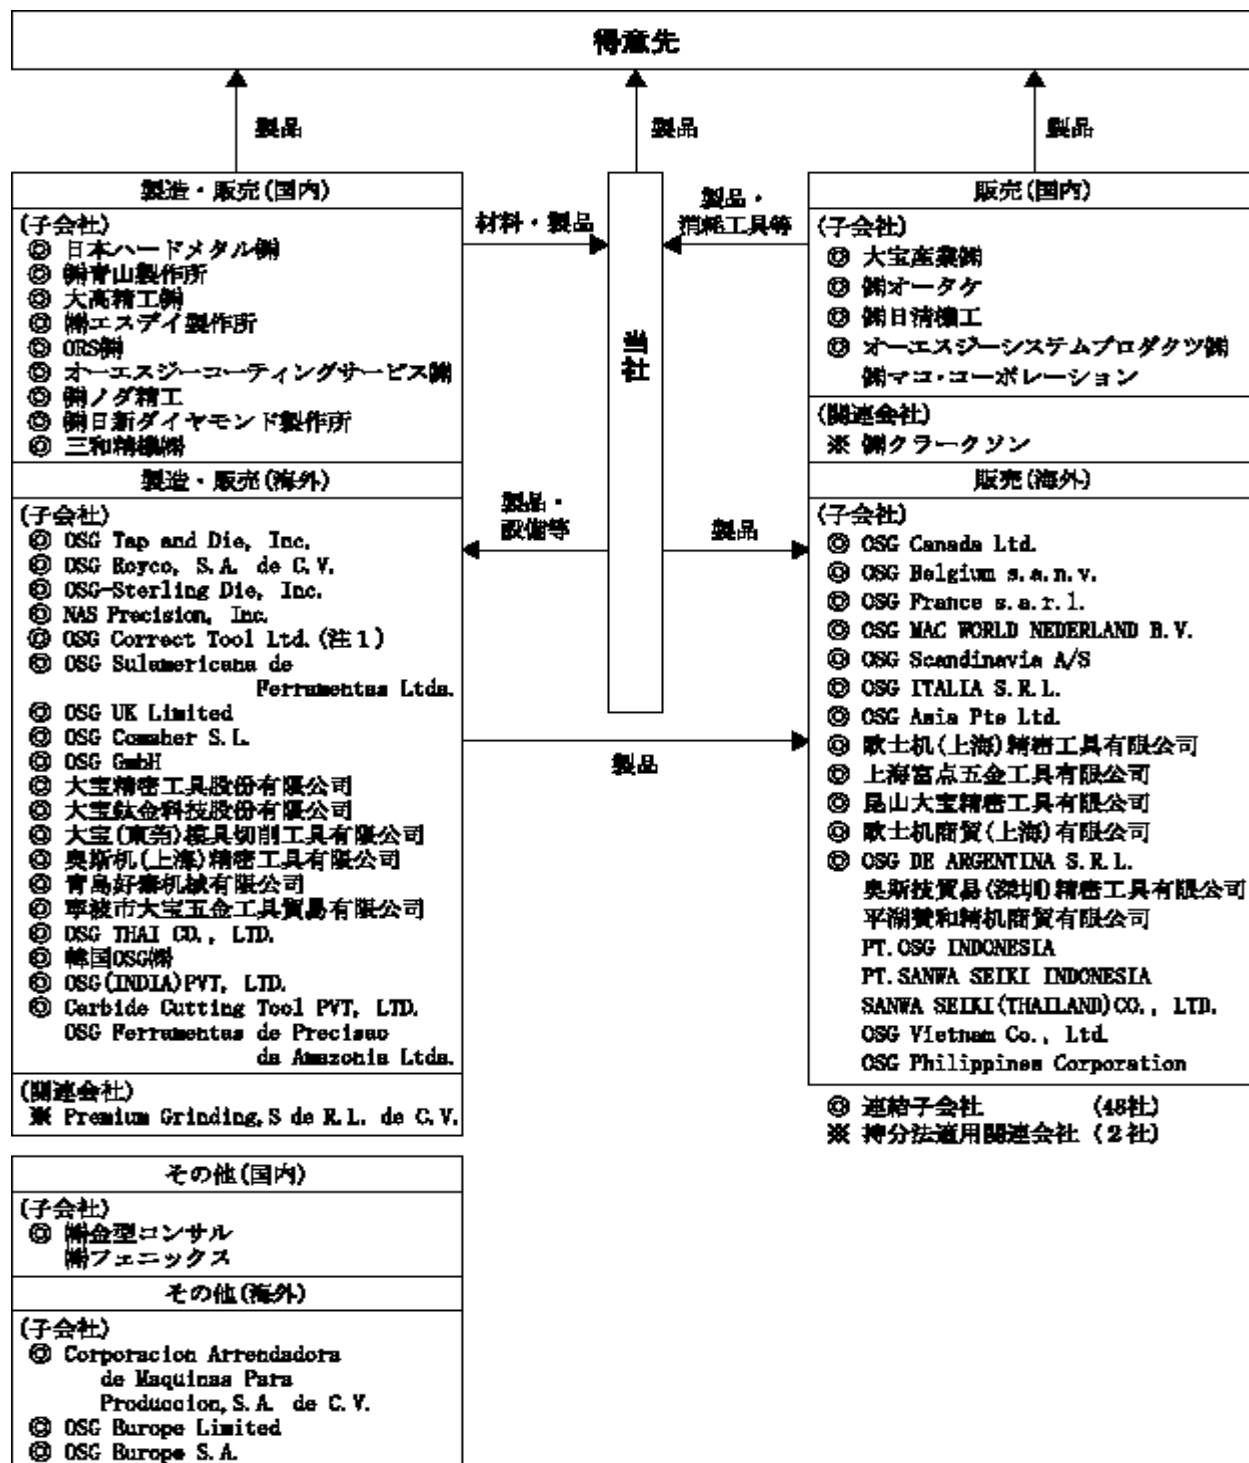 得意先
製品
製品
製品
製造・販売(国内)
(子会社)
◎ 日本ハードメタル㈱
◎ ㈱青山製作所
◎ 大高精工㈱
◎ ㈱エスデイ製作所
◎ ORS㈱
◎ オーエスジーコーティングサービス㈱
◎ ㈱ノダ精工
◎ ㈱日新ダイヤモンド製作所
◎ 三和精機㈱
製造・販売(海外)
(子会社)
◎ OSG Tap and Die, Inc.
◎ OSG Royco, S.A. de C.V.
◎ OSG-Sterling Die, Inc.
◎ NAS Precision, Inc.
◎ OSG Correct Tool Ltd.(注1)
◎ OSG Sulamericana de
Ferramentas Ltda.
◎ OSG UK Limited
◎ OSG Comaher S.L.
◎ OSG GmbH
◎ 大宝精密工具股份有限公司
◎ 大宝鈦金科技股份有限公司
◎ 大宝(東莞)模具切削工具有限公司
◎ 奥斯机(上海)精密工具有限公司
◎ 青島好泰机械有限公司
◎ 寧波市大宝五金工具貿易有限公司
◎ OSG THAI CO., LTD.
◎ 韓国OSG㈱
◎ OSG(INDIA)PVT, LTD.
◎ Carbide Cutting Tool PVT, LTD.
OSG Ferramentas de Precisao
da Amazonia Ltda.
(関連会社)
※ Premium Grinding,S de R.L. de C.V.
材料・製品
製品・
消耗工具等
当社
製品・
設備等
製品
製品
販売(国内)
(子会社)
◎ 大宝産業㈱
◎ ㈱オータケ
◎ ㈱日清機工
◎ オーエスジーシステムプロダクツ㈱
㈱マコ・コーポレーション
(関連会社)
※ ㈱クラークソン
販売(海外)
(子会社)
◎ OSG Canada Ltd.
◎ OSG Belgium s.a.n.v.
◎ OSG France s.a.r.l.
◎ OSG MAC WORLD NEDERLAND B.V.
◎ OSG Scandinavia A/S
◎ OSG ITALIA S.R.L.
◎ OSG Asia Pte Ltd.
◎ 欧士机(上海)精密工具有限公司
◎ 上海富点五金工具有限公司
◎ 昆山大宝精密工具有限公司
◎ 欧士机商貿(上海)有限公司
◎ OSG DE ARGENTINA S.R.L.
奥斯技貿易(深圳)精密工具有限公司
平湖賛和精机商貿有限公司
PT.OSG INDONESIA
PT.SANWA SEIKI INDONESIA
SANWA SEIKI(THAILAND)CO., LTD.
OSG Vietnam Co., Ltd.
OSG Philippines Corporation
◎ 連結子会社 (48社)
※ 持分法適用関連会社 (2社)
その他(国内)
(子会社)
◎ ㈱金型コンサル
㈱フェニックス
その他(海外)
(子会社)
◎ Corporacion Arrendadora
de Maquinas Para
Produccion,S.A. de C.V.
◎ OSG Europe Limited
◎ OSG Europe S.A.